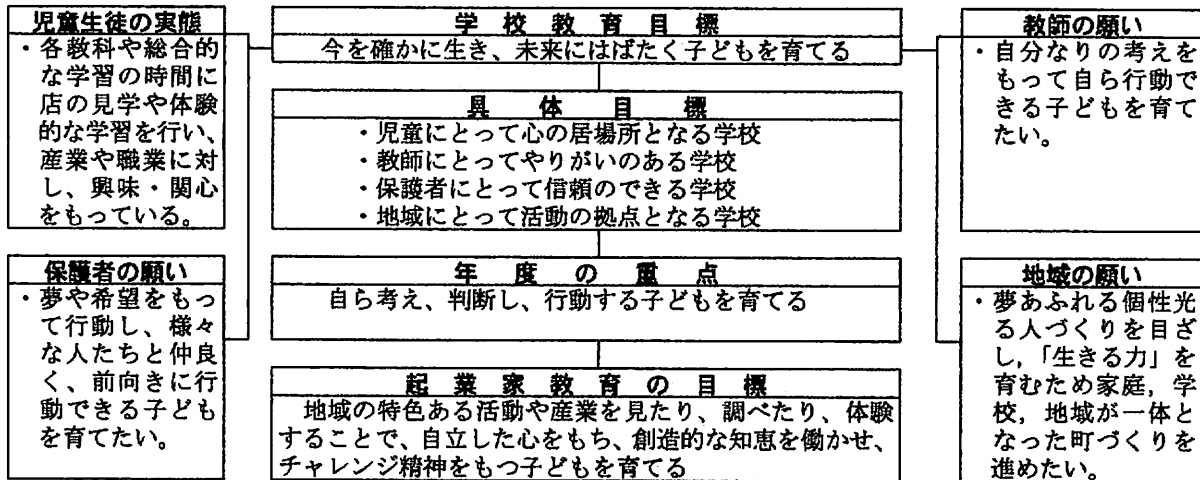 児童生徒の実態
・各教科や総合的
な学習の時間に
店の見学や体験
的な学習を行い、
産業や職業に対
し、興味・関心
をもっている。
保護者の願い
・夢や希望をもっ
て行動し、様々
な人たちと仲良
く、前向きに行
動できる子ども
を育てたい。
学校教育目標
今を確かに生き、未来にはばたく子どもを育てる
具体目標
・児童にとって心の居場所となる学校
・教師にとってやりがいのある学校
・保護者にとって信頼のできる学校
・地域にとって活動の拠点となる学校
年度の重点
自ら考え、判断し、行動する子どもを育てる
起業家教育の目標
地域の特色ある活動や産業を見たり、調べたり、体験
することで、自立した心をもち、創造的な知恵を働かせ、
チャレンジ精神をもつ子どもを育てる
教師の願い
・自分なりの考えを
もって自ら行動で
きる子どもを育て
たい。
地域の願い
・夢あふれる個性光
る人づくりを目ざ
し，「生きる力」を
育むため家庭，学
校，地域が一体と
なった町づくりを
進めたい。